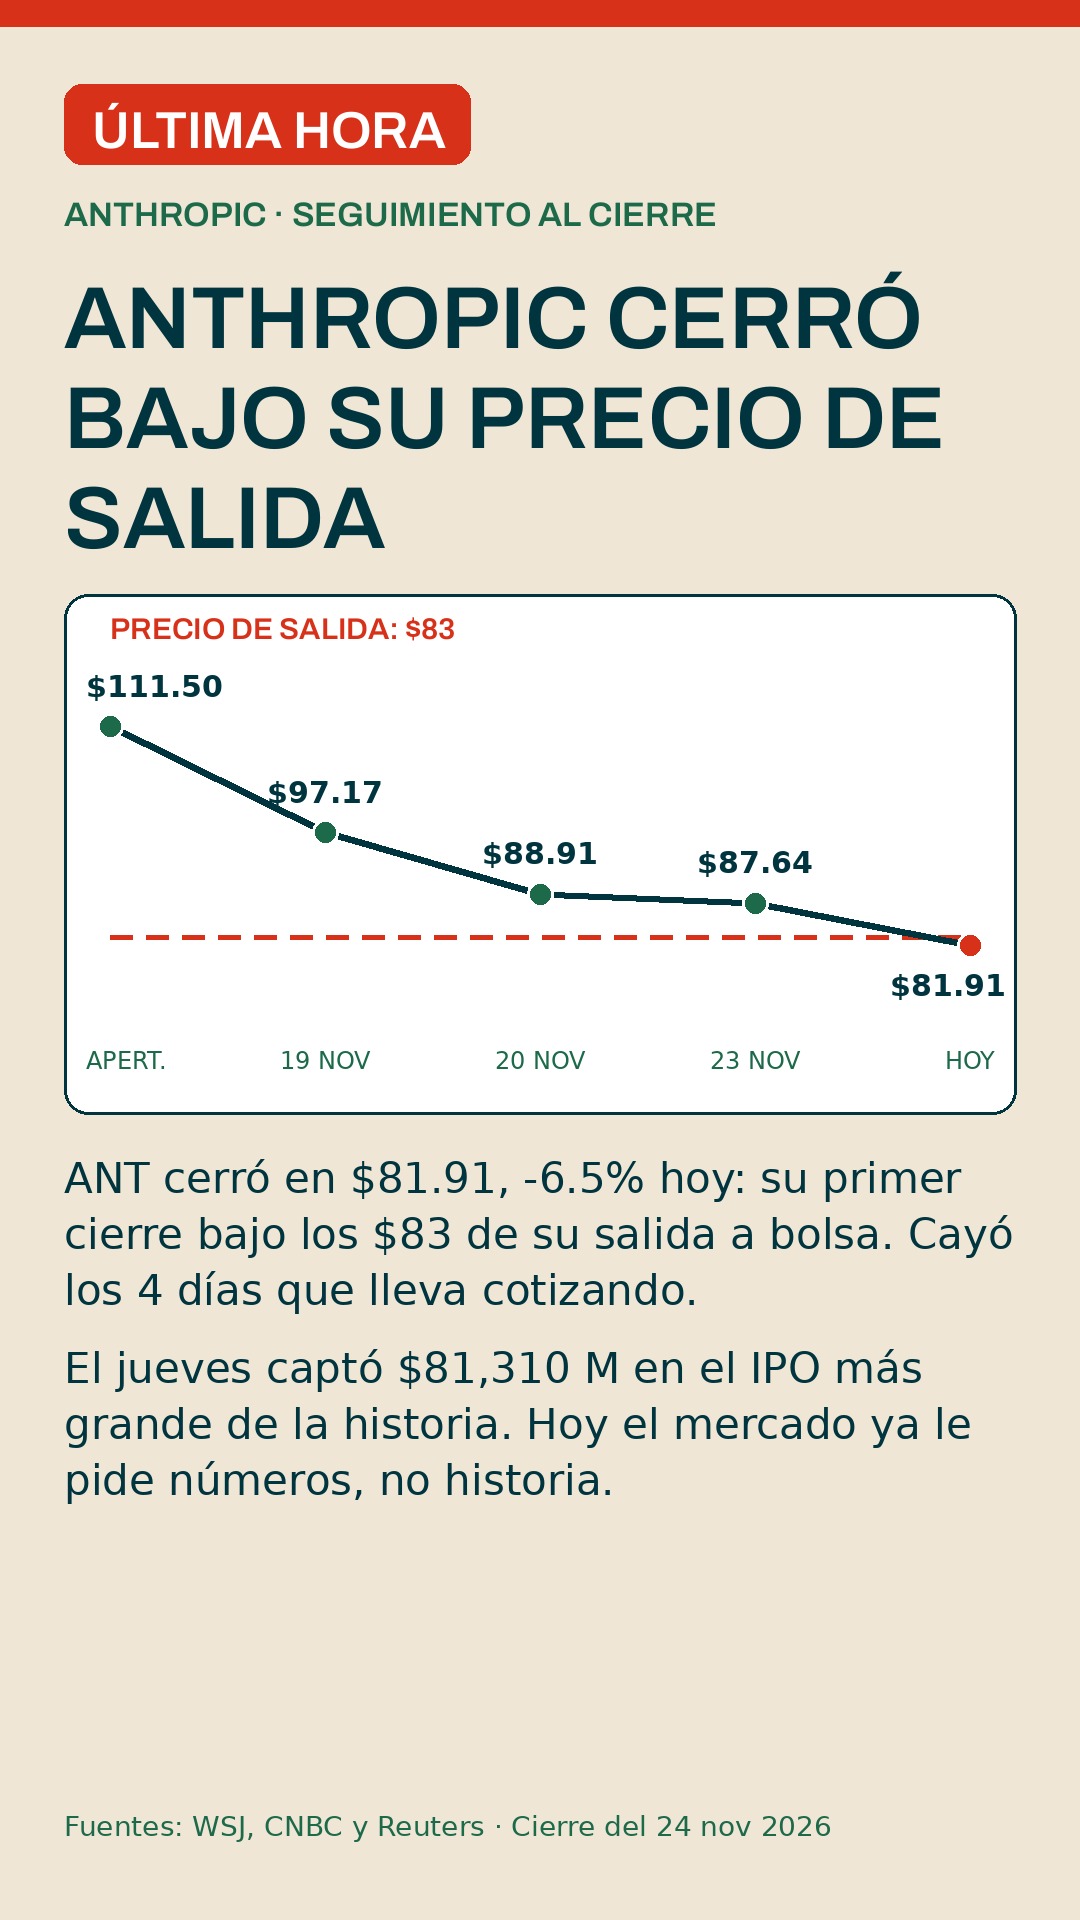 ÚLTIMA HORA
ANTHROPIC · SEGUIMIENTO AL CIERRE
ANTHROPIC CERRÓ
BAJO SU PRECIO DE
SALIDA
PRECIO DE SALIDA: $83
$111.50
$97.17
$88.91
$87.64
$81.91
APERT.
19 NOV
20 NOV
23 NOV
HOY
ANT cerró en $81.91, -6.5% hoy: su primer
cierre bajo los $83 de su salida a bolsa. Cayó
los 4 días que lleva cotizando.
El jueves captó $81,310 M en el IPO más
grande de la historia. Hoy el mercado ya le
pide números, no historia.
Fuentes: WSJ, CNBC y Reuters · Cierre del 24 nov 2026